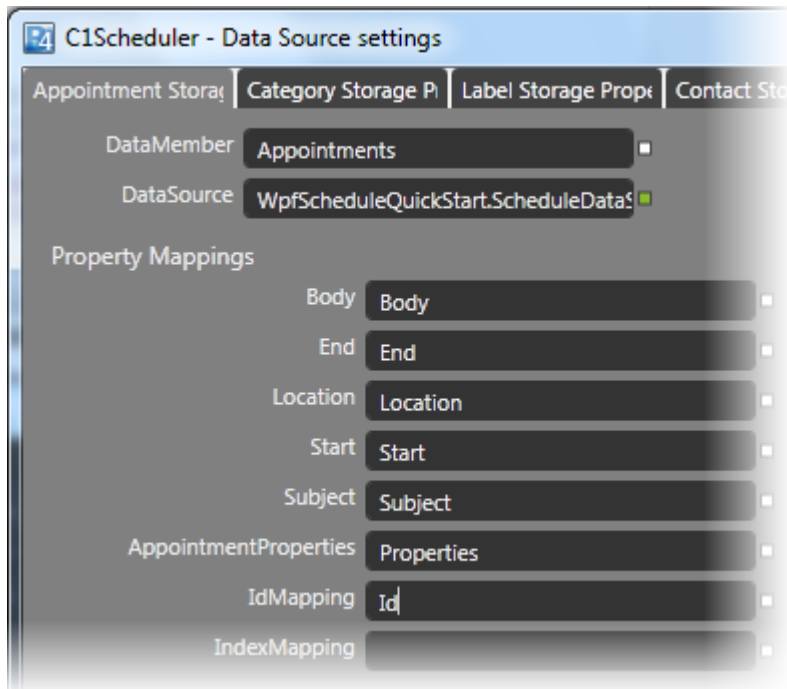 C1Scheduler - Data Source settings
Appointment Storag Category Storage P Label Storage Prope Contact Sto
DataMember Appointments
DataSource WpfScheduleQuickStart.ScheduleDataS
Property Mappings
Body Body
End End
Location Location
Start Start
Subject Subject
AppointmentProperties Properties
IdMapping Id
IndexMapping